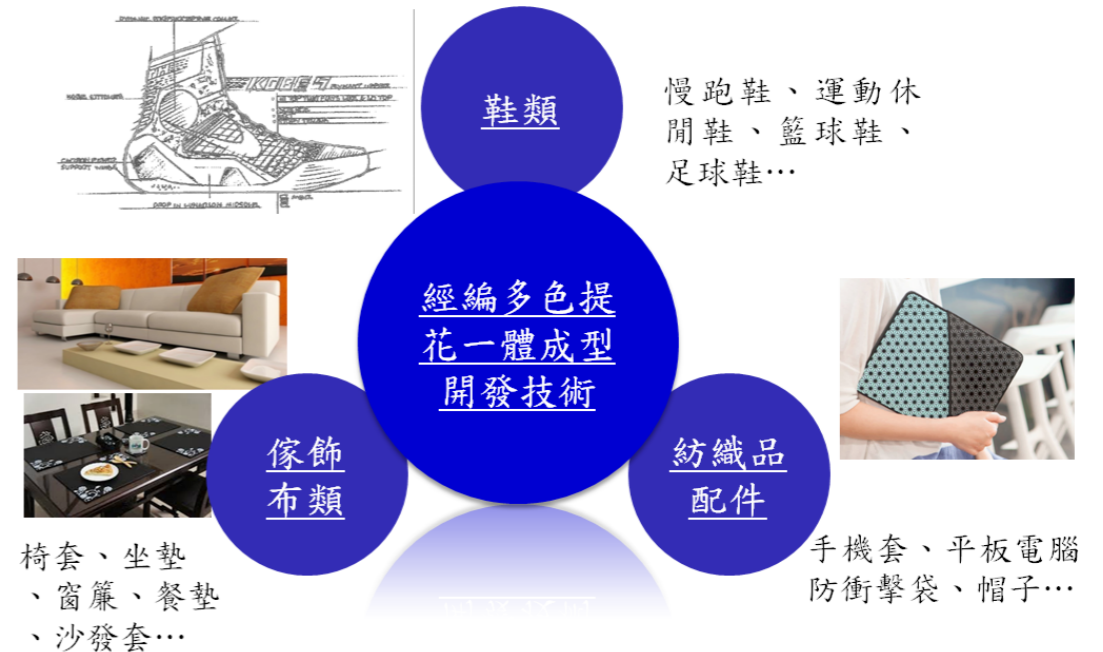 鞋類
慢跑鞋、運動休
閒鞋、籃球鞋、
足球鞋…
經編多色提
花一體成型
開發技術
傢飾
布類
紡織品
配件
椅套、坐墊
、窗簾、餐墊
、沙發套…
手機套、平板電腦
防衝擊袋、帽子…